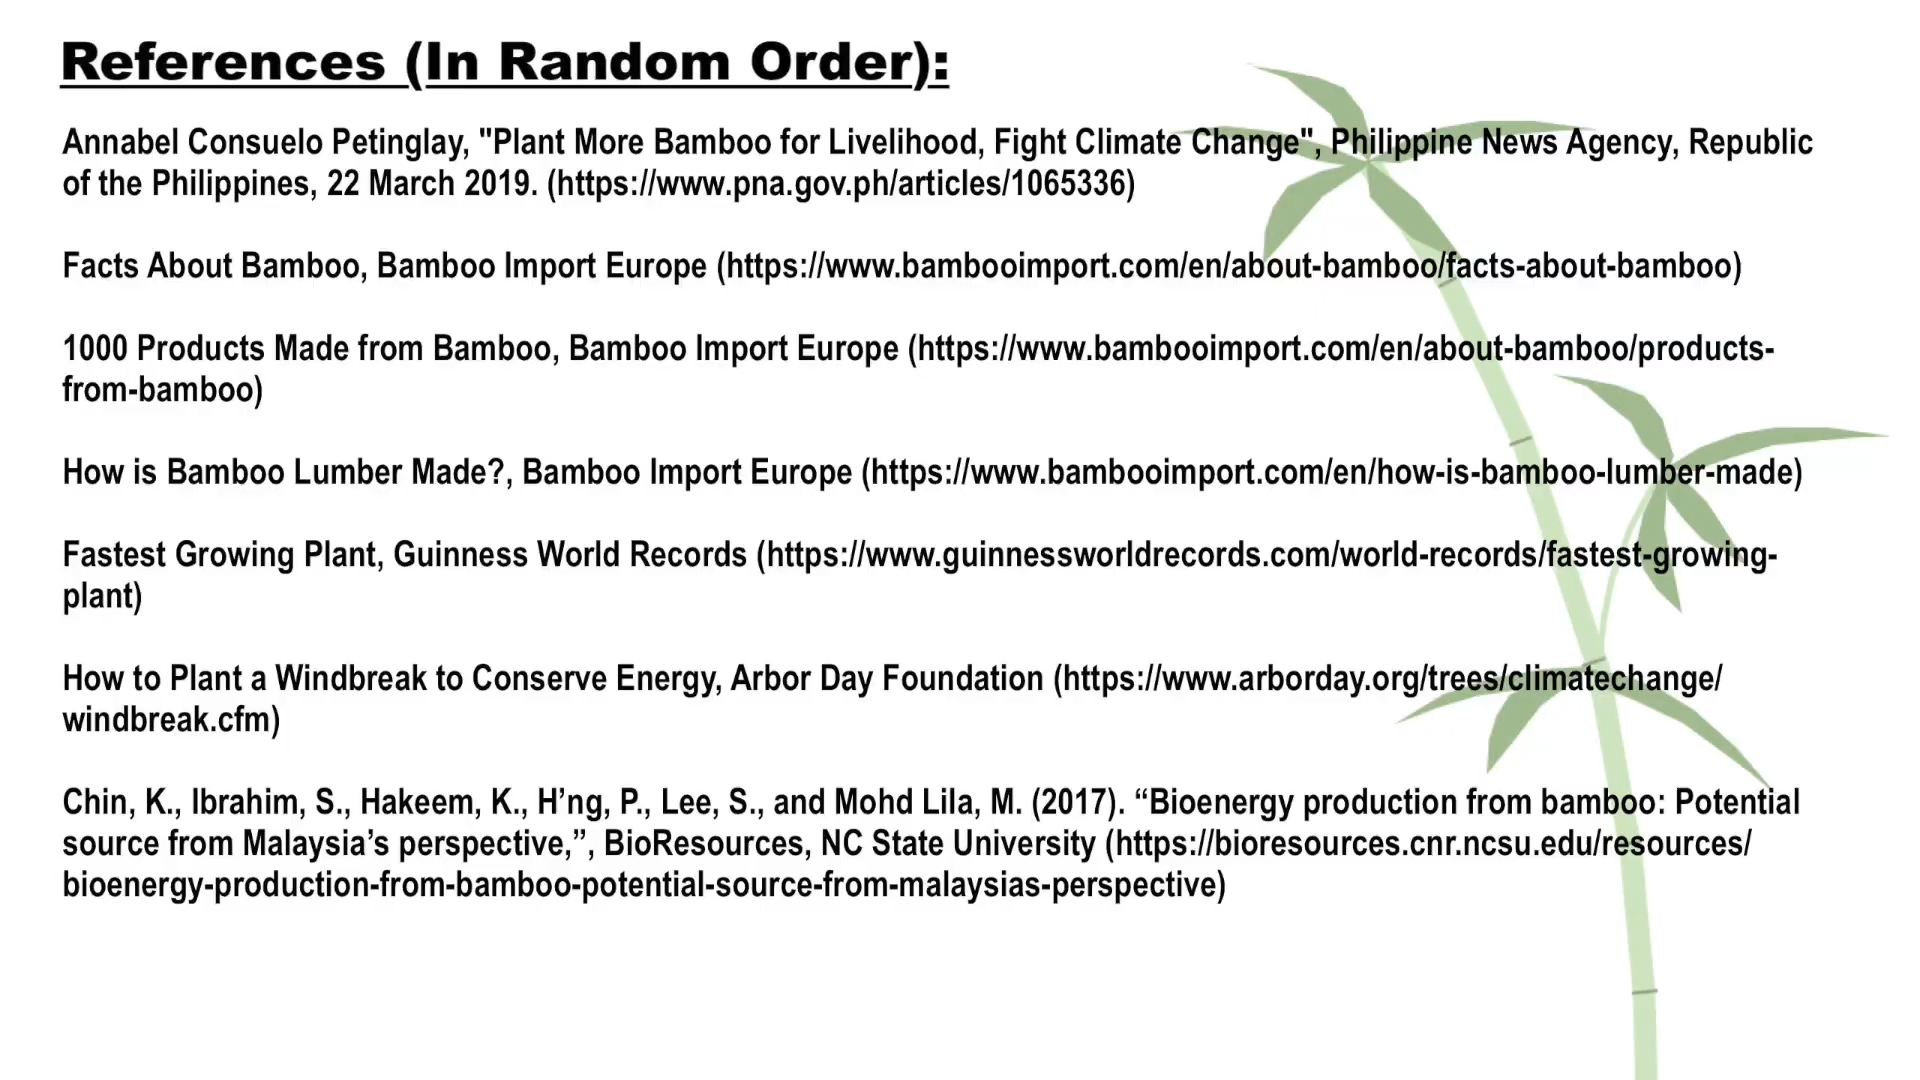 References (In Random Order):
Annabel Consuelo Petinglay, "Plant More Bamboo for Livelihood, Fight Climate Change", Philippine News Agency, Republic
of the Philippines, 22 March 2019. (https://www.pna.gov.ph/articles/1065336)
Facts About Bamboo, Bamboo Import Europe (https://www.bambooimport.com/en/about-bamboo/facts-about-bamboo)
1000 Products Made from Bamboo, Bamboo Import Europe (https://www.bambooimport.com/en/about-bamboo/products-
from-bamboo)
How is Bamboo Lumber Made?, Bamboo Import Europe (https://www.bambooimport.com/en/how-is-bamboo-lumber-made)
Fastest Growing Plant, Guinness World Records (https://www.guinnessworldrecords.com/world-records/fastest-growing-
plant)
How to Plant a Windbreak to Conserve Energy, Arbor Day Foundation (https://www.arborday.org/trees/climatechange/
windbreak.cfm)
Chin, K., Ibrahim, S., Hakeem, K., H’ng, P., Lee, S., and Mohd Lila, M. (2017). “Bioenergy production from bamboo: Potential
source from Malaysia’s perspective,”, BioResources, NC State University (https://bioresources.cnr.ncsu.edu/resources/
bioenergy-production-from-bamboo-potential-source-from-malaysias-perspective)